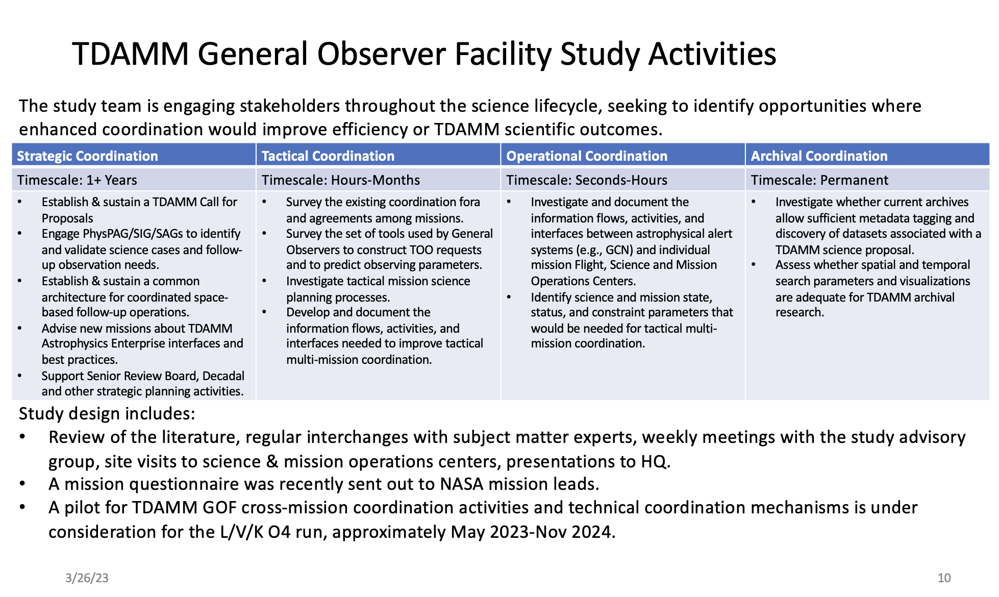 TDAMM General Observer Facility Study Activities
The study team is engaging stakeholders throughout the science lifecycle, seeking to identify opportunities where
enhanced coordination would improve efficiency or TDAMM scientific outcomes.
Strategic Coordination
Timescale: 1+ Years
• Establish & sustain a TDAMM Call for
Proposals
• Engage PhysPAG/SIG/SAGs to identify
and validate science cases and follow-
up observation needs.
• Establish & sustain a common
architecture for coordinated space-
based follow-up operations.
• Advise new missions about TDAMM
Astrophysics Enterprise interfaces and
best practices.
• Support Senior Review Board, Decadal
and other strategic planning activities.
Tactical Coordination
Timescale: Hours-Months
• Survey the existing coordination fora
and agreements among missions.
• Survey the set of tools used by General
Observers to construct TOO requests
and to predict observing parameters.
• Investigate tactical mission science
planning processes.
• Develop and document the
information flows, activities, and
interfaces needed to improve tactical
multi-mission coordination.
Operational Coordination
Timescale: Seconds-Hours
• Investigate and document the
information flows, activities, and
interfaces between astrophysical alert
systems (e.g., GCN) and individual
mission Flight, Science and Mission
Operations Centers.
• Identify science and mission state,
status, and constraint parameters that
would be needed for tactical multi-
mission coordination.
Archival Coordination
Timescale: Permanent
• Investigate whether current archives
allow sufficient metadata tagging and
discovery of datasets associated with a
TDAMM science proposal.
• Assess whether spatial and temporal
search parameters and visualizations
are adequate for TDAMM archival
research.
Study design includes:
• Review of the literature, regular interchanges with subject matter experts, weekly meetings with the study advisory
group, site visits to science & mission operations centers, presentations to HQ.
• A mission questionnaire was recently sent out to NASA mission leads.
• A pilot for TDAMM GOF cross-mission coordination activities and technical coordination mechanisms is under
consideration for the L/V/K O4 run, approximately May 2023-Nov 2024.
3/26/23
10